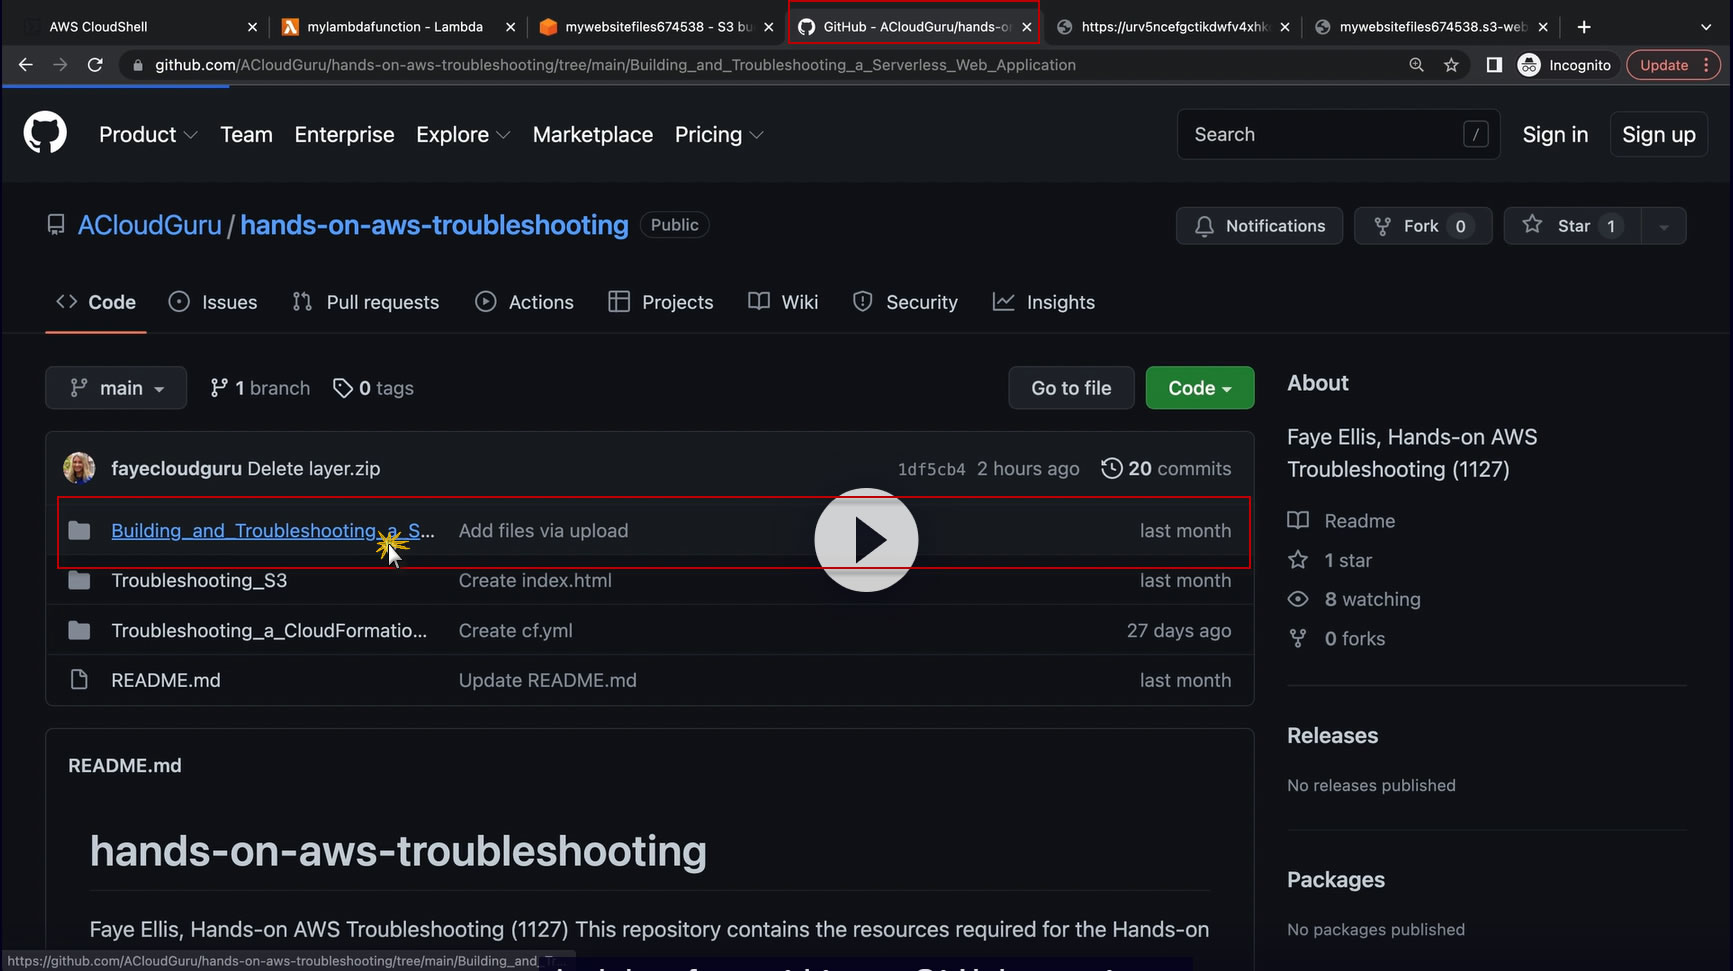 AWS CloudShell
mylambdafunction - Lambda
mywebsitefiles674538 - S3 bu
GitHub - ACloudGuru/hands-o
https://urv5ncefgctikdwfv4xhk
mywebsitefiles674538.s3-web
github.com/ACloudGuru/hands-on-aws-troubleshooting/tree/main/Building_and_Troubleshooting_a_Serverless_Web_Application
Incognito
Update
Product
Team
Enterprise
Explore
Marketplace
Pricing
Search /
Sign in
Sign up
ACloudGuru / hands-on-aws-troubleshooting Public
Notifications
Fork 0
Star 1
Code
Issues
Pull requests
Actions
Projects
Wiki
Security
Insights
main
1 branch
0 tags
Go to file
Code
fayecloudguru Delete layer.zip 1df5cb4 2 hours ago 20 commits
Building_and_Troubleshooting_a_S... Add files via upload last month
Troubleshooting_S3 Create index.html last month
Troubleshooting_a_CloudFormatio... Create cf.yml 27 days ago
README.md Update README.md last month
README.md
hands-on-aws-troubleshooting
Faye Ellis, Hands-on AWS Troubleshooting (1127) This repository contains the resources required for the Hands-on
About
Faye Ellis, Hands-on AWS
Troubleshooting (1127)
Readme
1 star
8 watching
0 forks
Releases
No releases published
Packages
No packages published
https://github.com/ACloudGuru/hands-on-aws-troubleshooting/tree/main/Building_and_Tr...